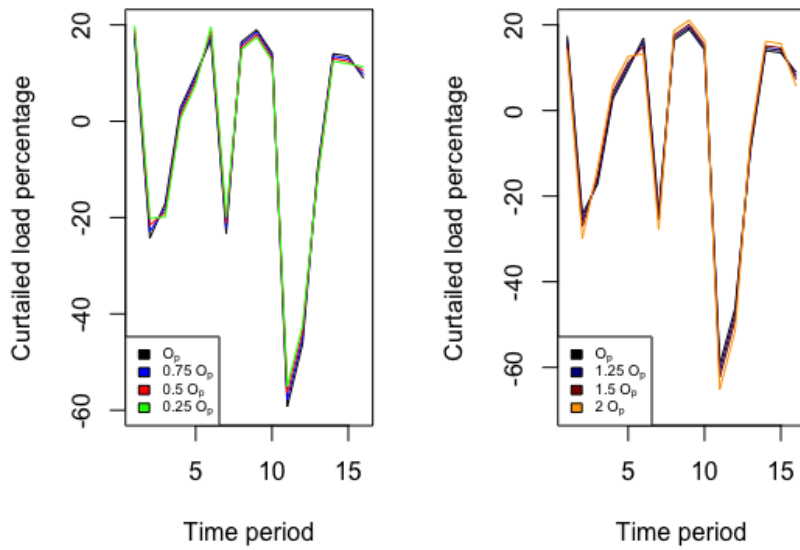 Curtailed load percentage
20
0
-20
-40
-60
Oₚ
0.75 Oₚ
0.5 Oₚ
0.25 Oₚ
5 10 15
Time period
Curtailed load percentage
20
0
-20
-40
-60
Oₚ
1.25 Oₚ
1.5 Oₚ
2 Oₚ
5 10 15
Time period